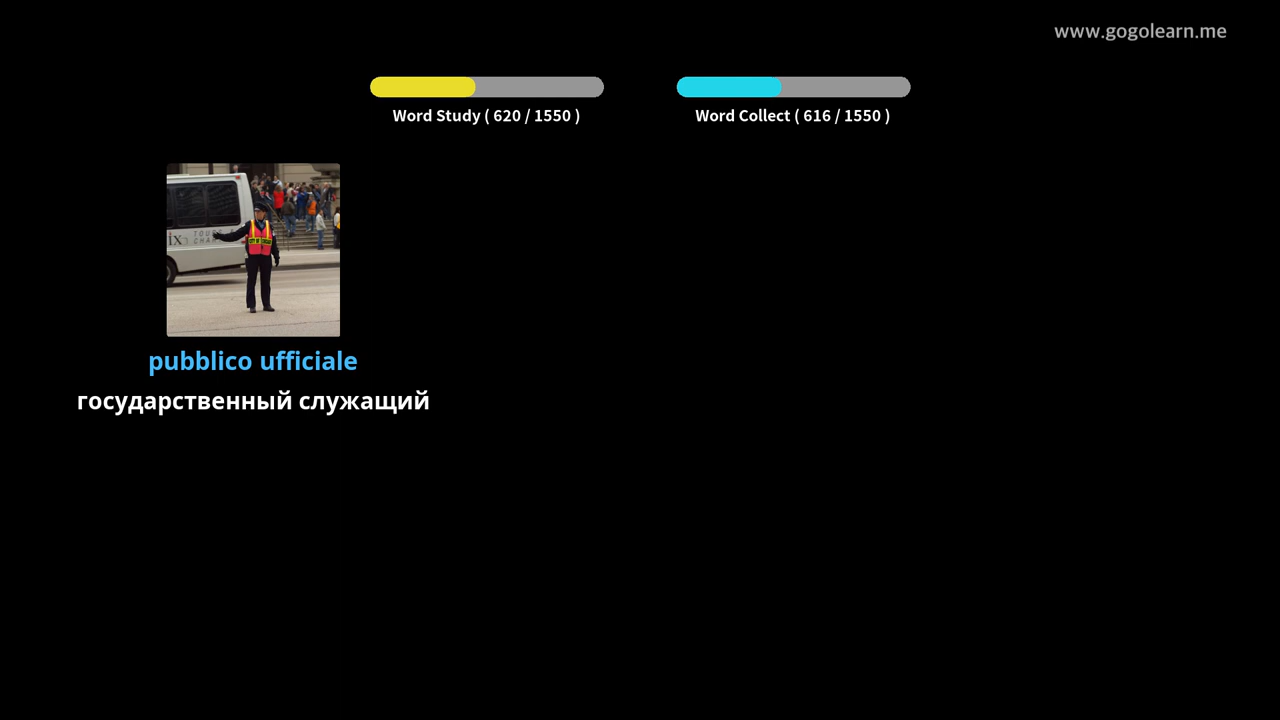 www.gogolearn.me
Word Study ( 620 / 1550 )
Word Collect ( 616 / 1550 )
pubblico ufficiale
государственный служащий